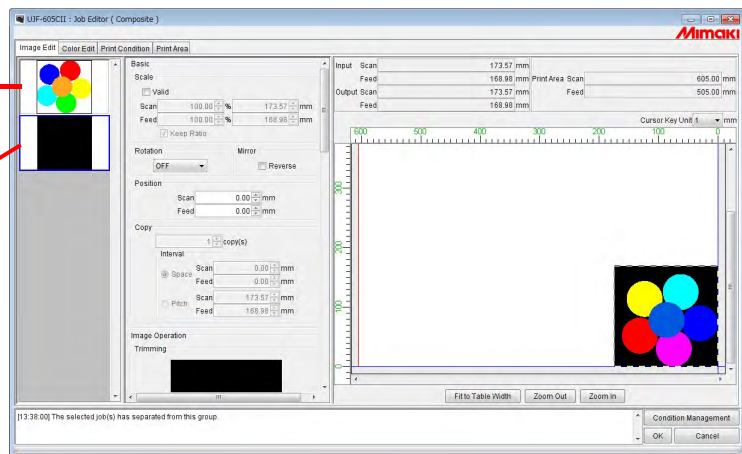 UJF-605CII : Job Editor ( Composite )
Mimaki
Image Edit Color Edit Print Condition Print Area
Basic
Scale
Valid
Scan 100.00 % 173.57 mm
Feed 100.00 % 168.98 mm
Keep Ratio
Rotation Mirror
OFF Reverse
Position
Scan 0.00 mm
Feed 0.00 mm
Copy
1 copy(s)
Interval
Space Scan 0.00 mm
Feed 0.00 mm
Pitch Scan 173.57 mm
Feed 168.98 mm
Image Operation
Trimming
Input Scan 173.57 mm Print Area Scan 605.00 mm
Feed 168.98 mm Feed 505.00 mm
Output Scan 173.57 mm
Feed 168.98 mm
Cursor Key Unit 1 mm
600 500 400 300 200 100 0
300
200
100
0
Fit to Table Width Zoom Out Zoom In
[13:38:00] The selected job(s) has separated from this group.
Condition Management
OK Cancel